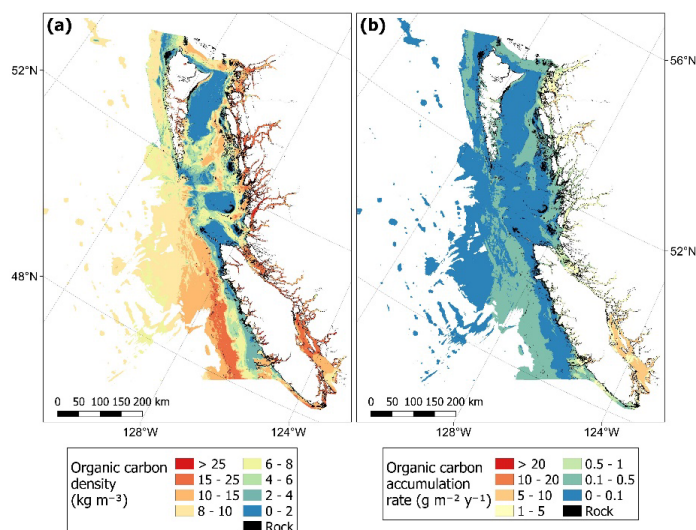 (a)
(b)
52°N
48°N
56°N
52°N
0 50 100 150 200 km
0 50 100 150 200 km
128°W
124°W
128°W
124°W
Organic carbon
density
(kg m⁻³)
> 25
15 - 25
10 - 15
8 - 10
6 - 8
4 - 6
2 - 4
0 - 2
Rock
Organic carbon
accumulation
rate (g m⁻² y⁻¹)
> 20
10 - 20
5 - 10
1 - 5
0.5 - 1
0.1 - 0.5
0 - 0.1
Rock